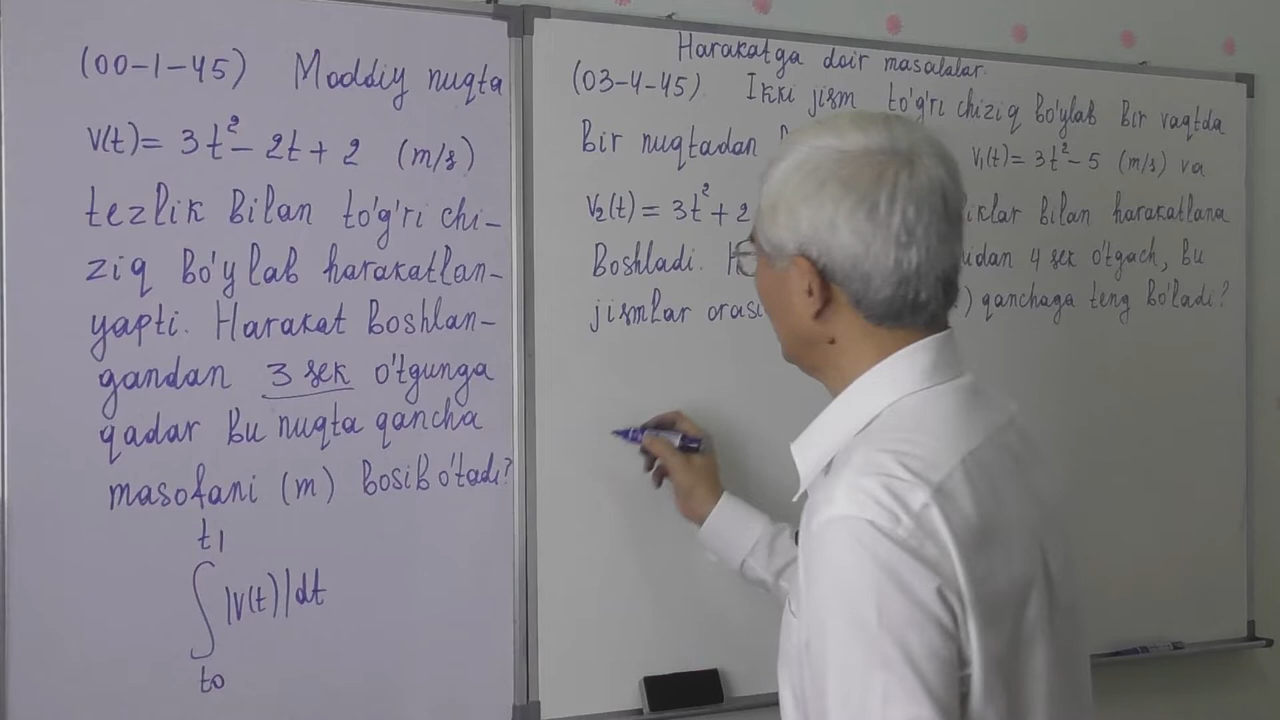 (00-1-45) Moddiy nuqta
V(t)= 3t²- 2t + 2 (m/s)
tezlik bilan to'g'ri chi-
ziq bo'ylab harakatlan-
yapti. Harakat boshlan-
gandan 3 sek o'tgunga
qadar bu nuqta qancha
masofani (m) bosib o'tadi?
t1
∫|V(t)|dt
t0
Harakatga doir masalalar.
(03-4-45). Ikki jism to'g'ri chiziq bo'ylab bir vaqtda
bir nuqtadan V₁(t)= 3t²- 5 (m/s) va
V₂(t) = 3t²+ 2 iklar bilan harakatlana
boshladi. idan 4 sek o'tgach, bu
jismlar orasi ) qanchaga teng bo'ladi?